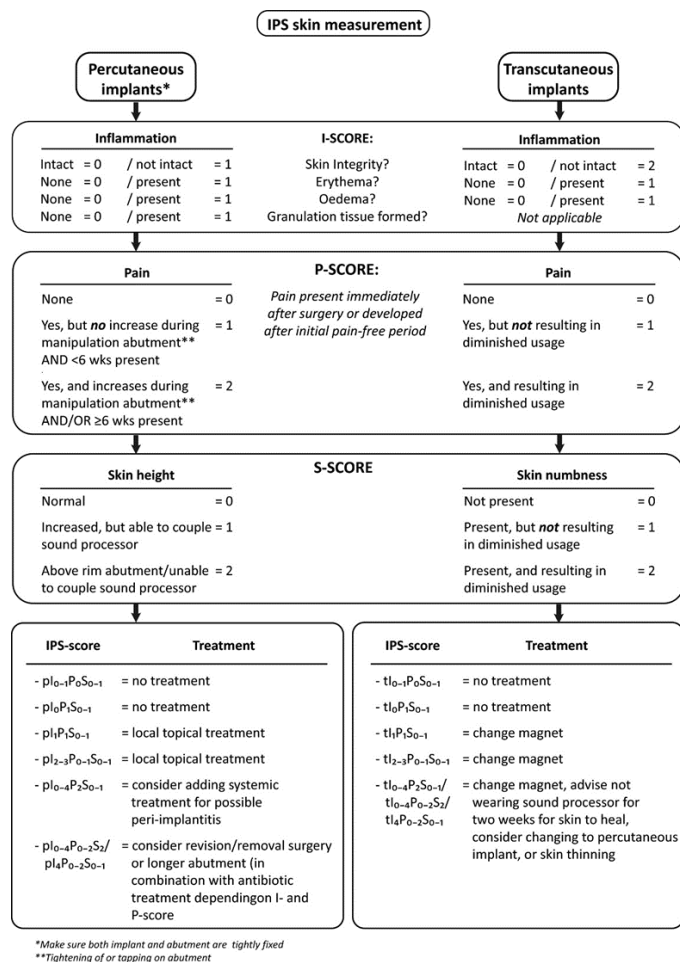 IPS skin measurement
Percutaneous
implants*
Transcutaneous
implants
Inflammation
Intact = 0 / not intact = 1
None = 0 / present = 1
None = 0 / present = 1
None = 0 / present = 1
I-SCORE:
Skin Integrity?
Erythema?
Oedema?
Granulation tissue formed?
Inflammation
Intact = 0 / not intact = 2
None = 0 / present = 1
None = 0 / present = 1
Not applicable
Pain
None = 0
Yes, but no increase during = 1
manipulation abutment**
AND <6 wks present
Yes, and increases during = 2
manipulation abutment**
AND/OR ≥6 wks present
P-SCORE:
Pain present immediately
after surgery or developed
after initial pain-free period
Pain
None = 0
Yes, but not resulting in = 1
diminished usage
Yes, and resulting in = 2
diminished usage
Skin height
Normal = 0
Increased, but able to couple = 1
sound processor
Above rim abutment/unable = 2
to couple sound processor
S-SCORE
Skin numbness
Not present = 0
Present, but not resulting = 1
in diminished usage
Present, and resulting in = 2
diminished usage
IPS-score Treatment
- pI₀₋₁P₀S₀₋₁ = no treatment
- pI₀P₁S₀₋₁ = no treatment
- pI₁P₁S₀₋₁ = local topical treatment
- pI₂₋₃P₀₋₁S₀₋₁ = local topical treatment
- pI₀₋₄P₂S₀₋₁ = consider adding systemic
treatment for possible
peri-implantitis
- pI₀₋₄P₀₋₂S₂/ = consider revision/removal surgery
pI₄P₀₋₂S₀₋₁ or longer abutment (in
combination with antibiotic
treatment dependingon I- and
P-score
IPS-score Treatment
- tI₀₋₁P₀S₀₋₁ = no treatment
- tI₀P₁S₀₋₁ = no treatment
- tI₁P₁S₀₋₁ = change magnet
- tI₂₋₃P₀₋₁S₀₋₁ = change magnet
- tI₀₋₄P₂S₀₋₁/ = change magnet, advise not
tI₀₋₄P₀₋₂S₂/ wearing sound processor for
tI₄P₀₋₂S₀₋₁ two weeks for skin to heal,
consider changing to percutaneous
implant, or skin thinning
*Make sure both implant and abutment are tightly fixed
**Tightening of or tapping on abutment